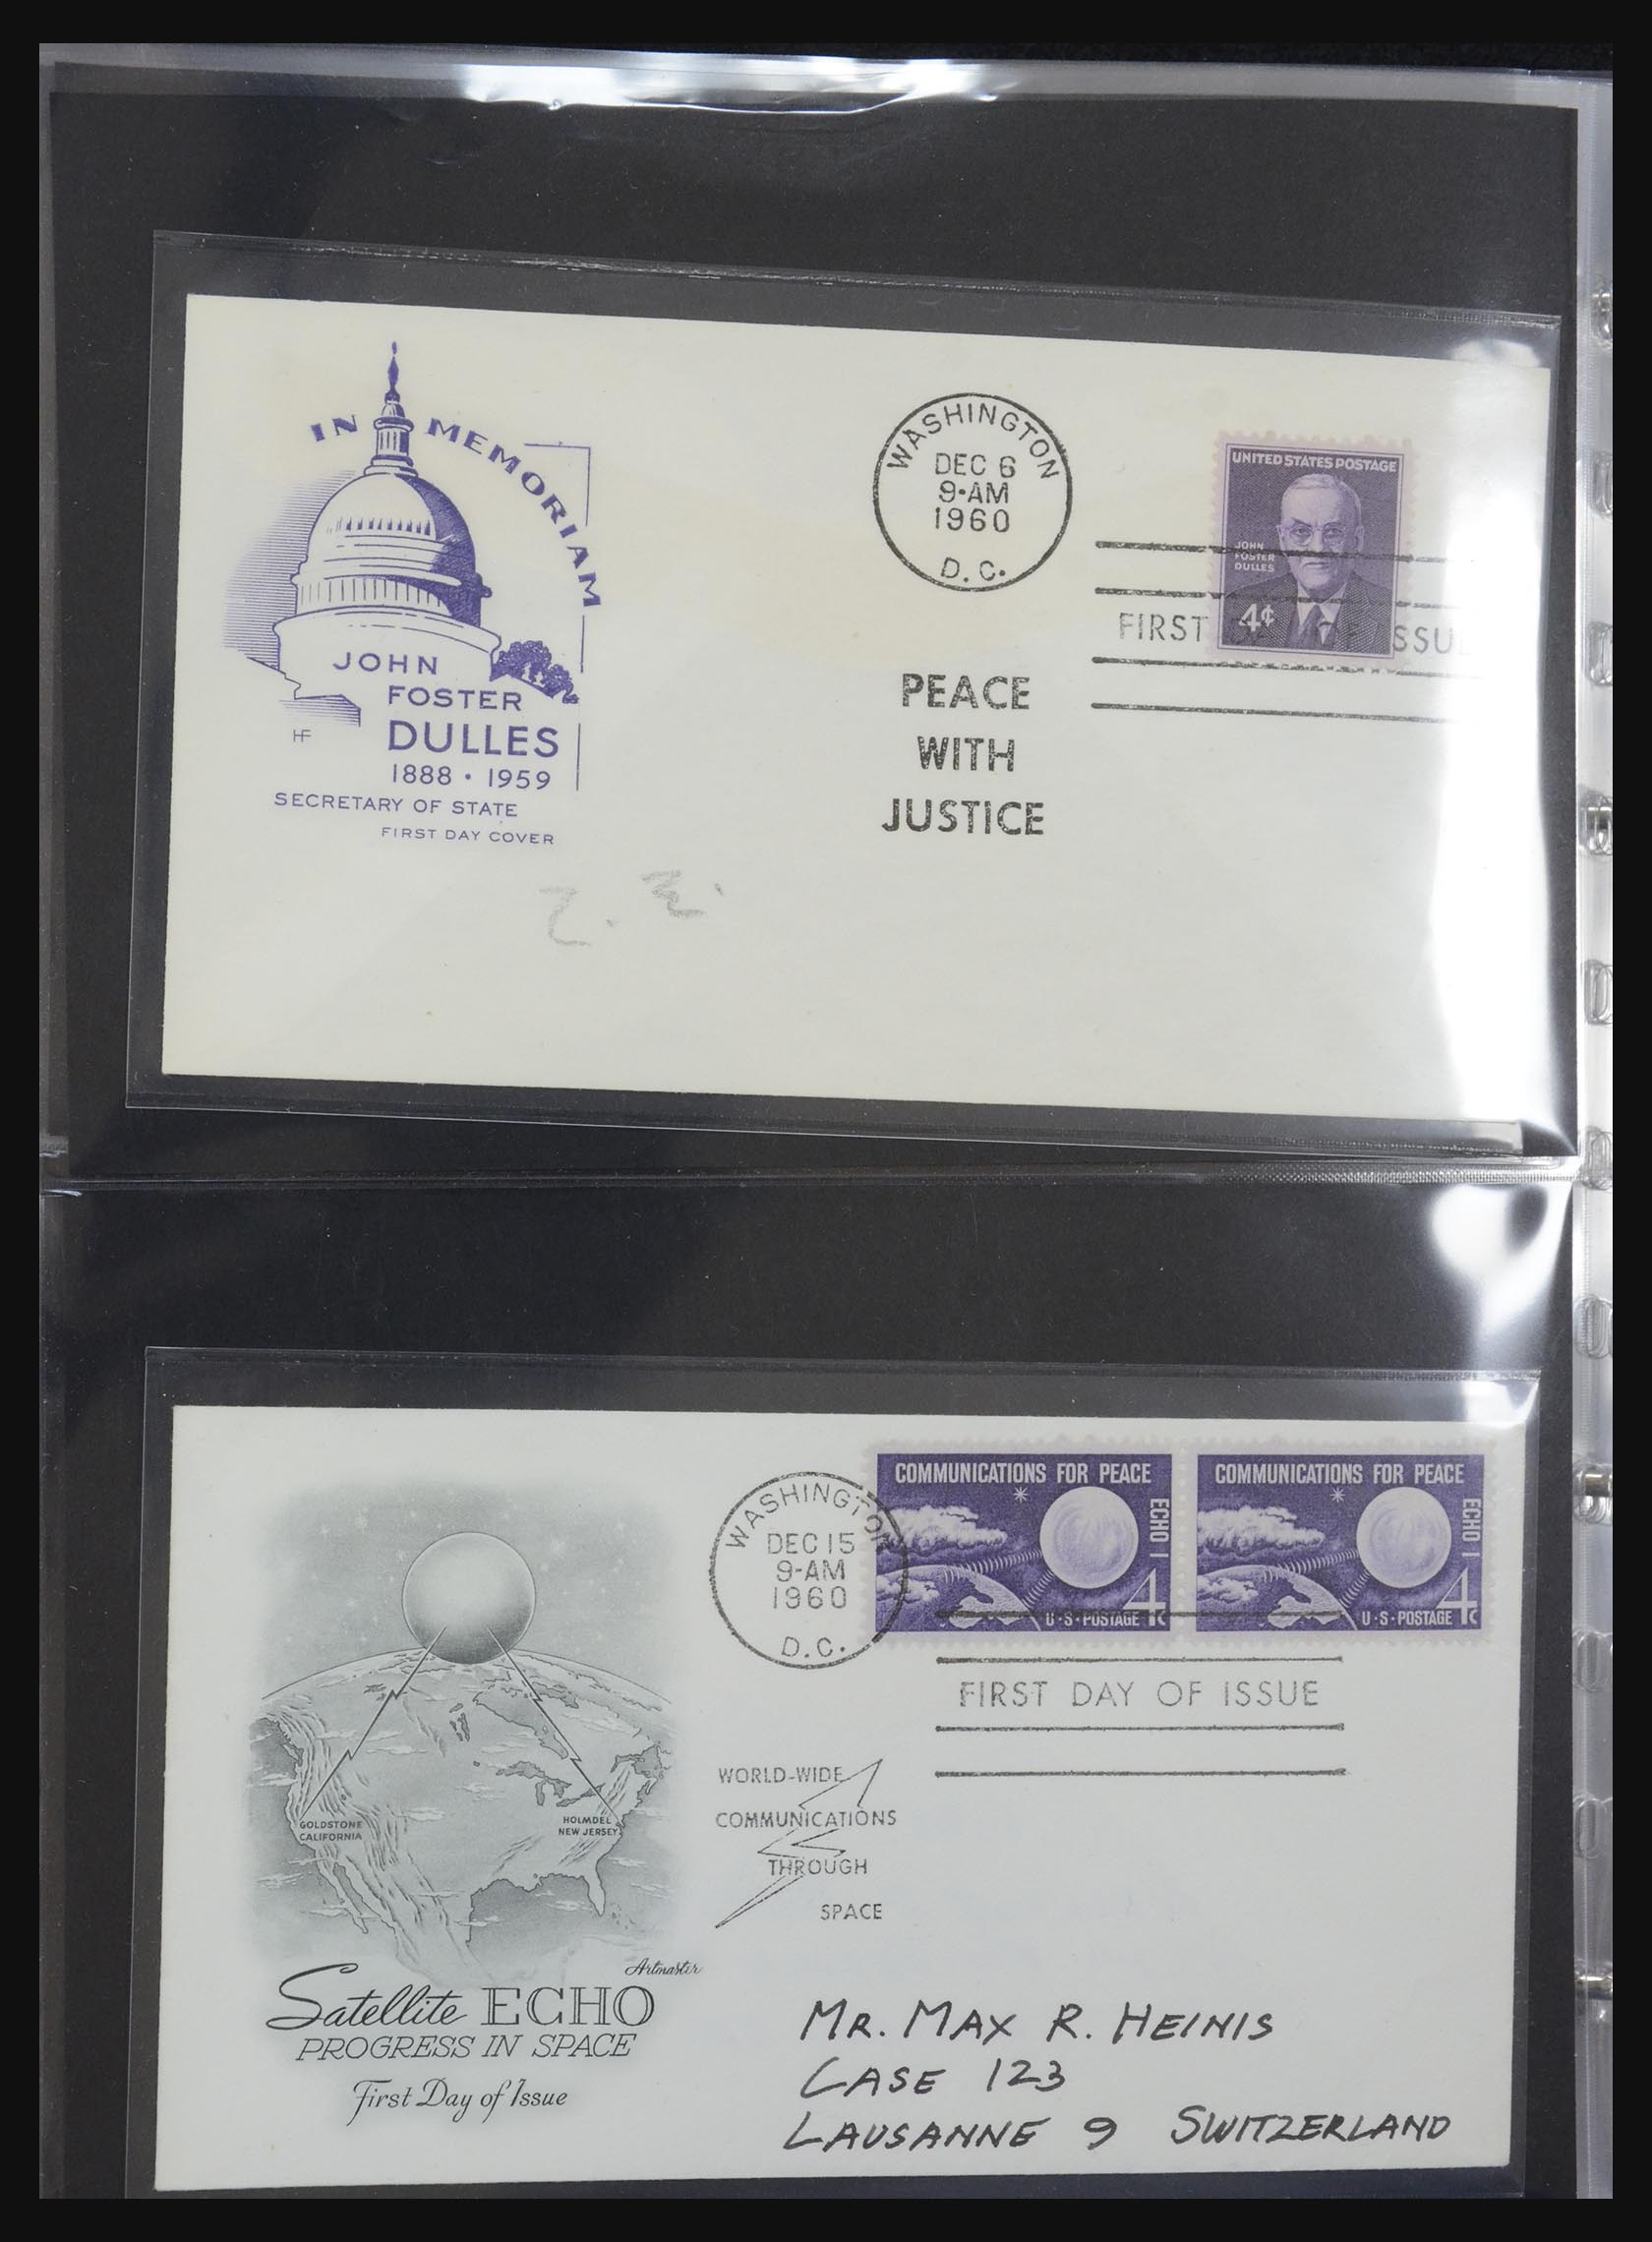 IN MEMORIAM
JOHN
FOSTER
DULLES
1888 • 1959
SECRETARY OF STATE
FIRST DAY COVER
HF
WASHINGTON
DEC 6
9-AM
1960
D.C.
PEACE
WITH
JUSTICE
UNITED STATES POSTAGE
JOHN
FOSTER
DULLES
4¢
FIRST
COMMUNICATIONS FOR PEACE
ECHO I
U·S·POSTAGE 4c
COMMUNICATIONS FOR PEACE
ECHO I
U·S·POSTAGE 4c
WASHINGTON
DEC 15
9-AM
1960
D.C.
FIRST DAY OF ISSUE
WORLD-WIDE
COMMUNICATIONS
THROUGH
SPACE
GOLDSTONE
CALIFORNIA
HOLMDEL
NEW JERSEY
Artmaster
Satellite ECHO
PROGRESS IN SPACE
First Day of Issue
MR. MAX R. HEINIS
CASE 123
LAUSANNE 9 SWITZERLAND